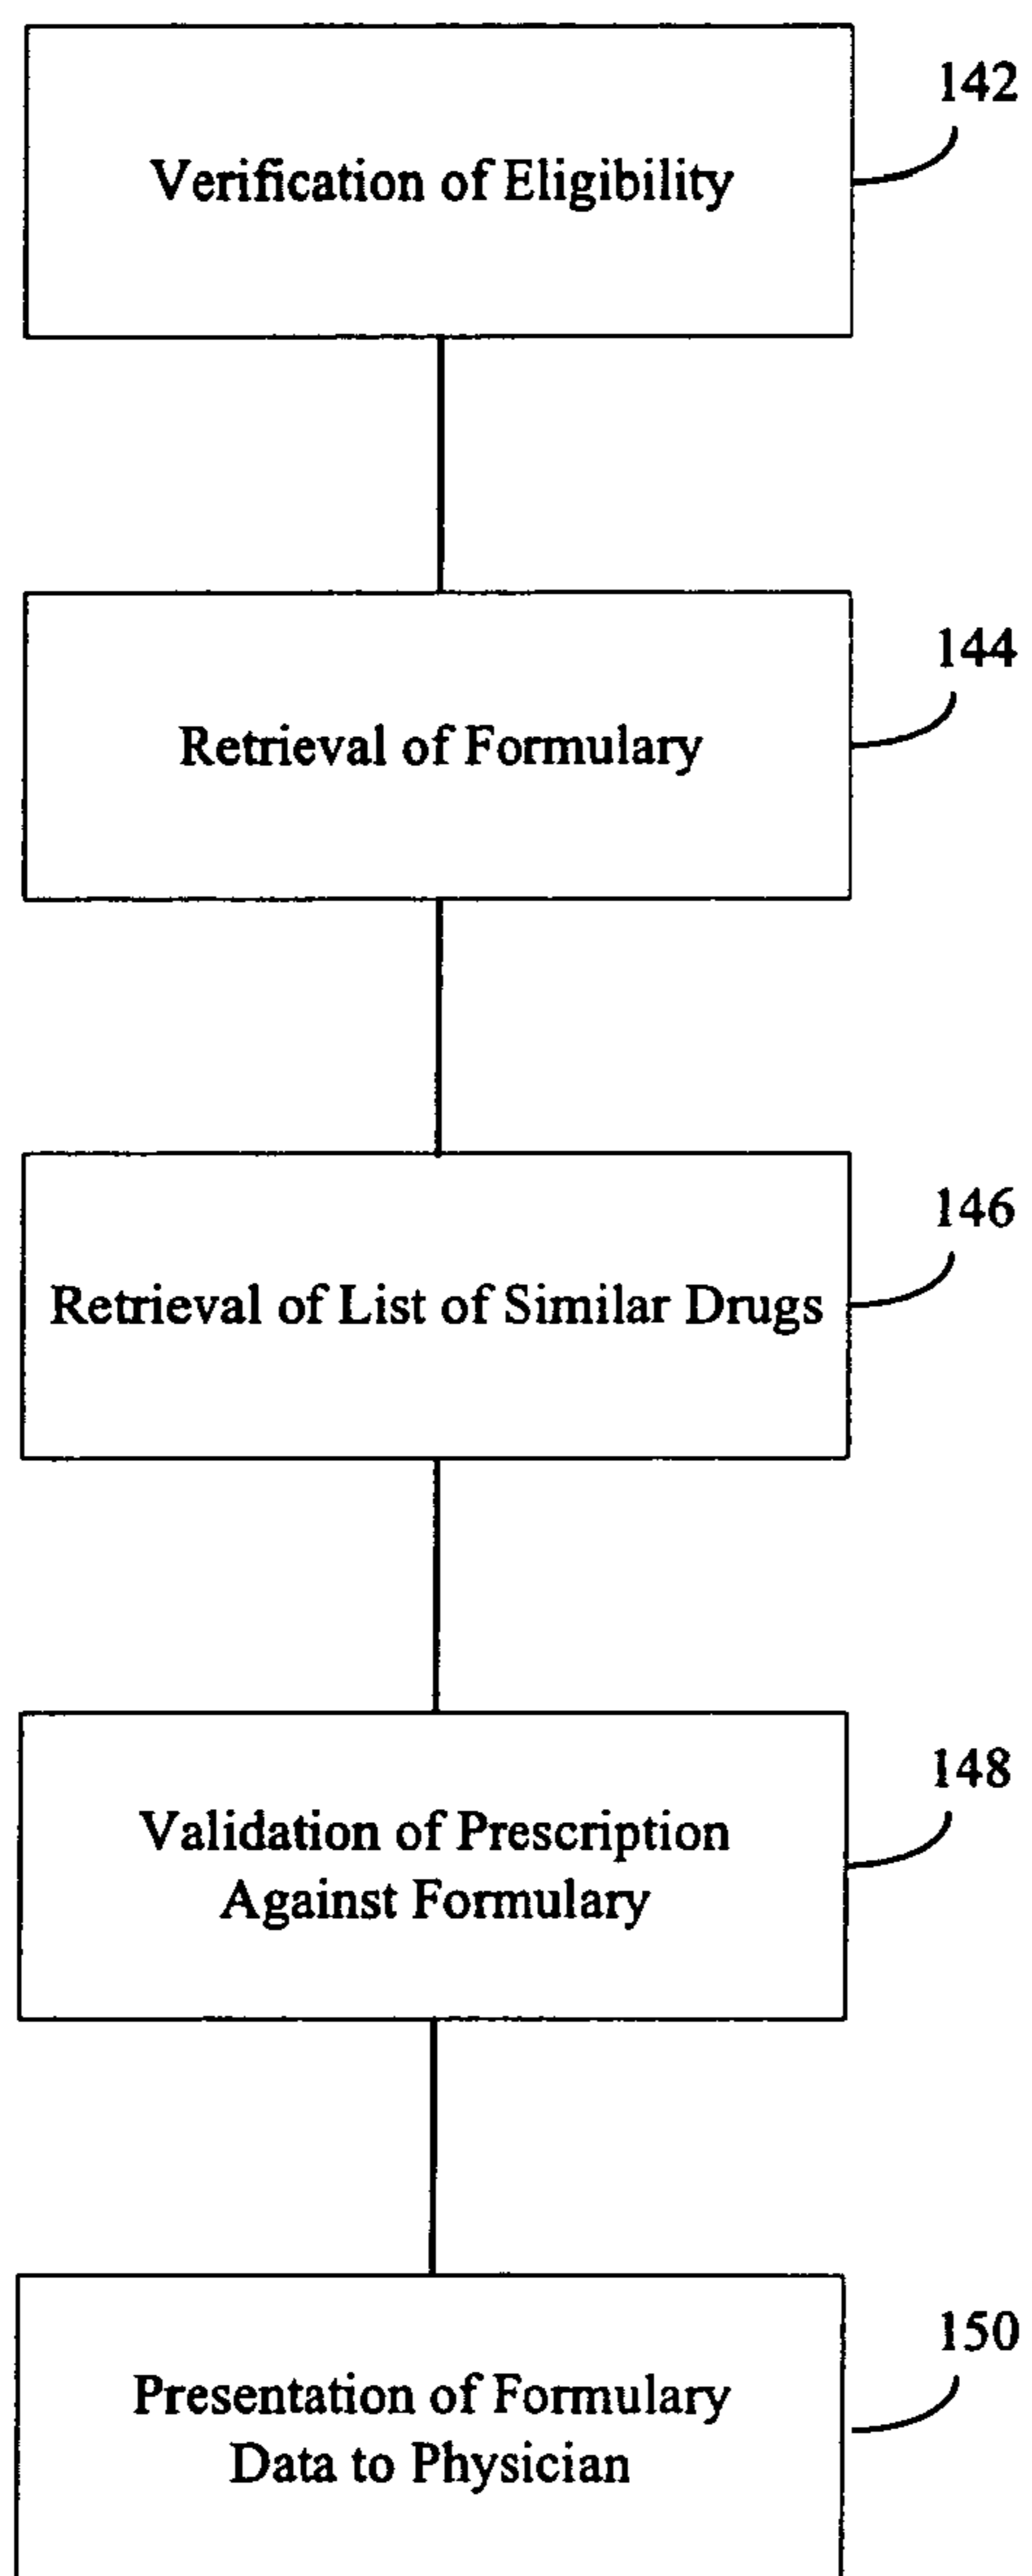 142
Verification of Eligibility
144
Retrieval of Formulary
146
Retrieval of List of Similar Drugs
148
Validation of Prescription
Against Formulary
150
Presentation of Formulary
Data to Physician